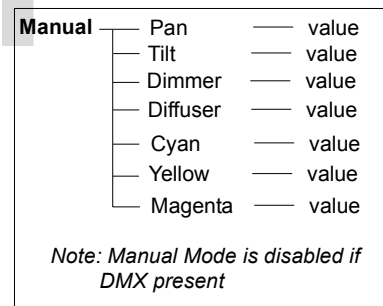 Manual Pan value
Tilt value
Dimmer value
Diffuser value
Cyan value
Yellow value
Magenta value
Note: Manual Mode is disabled if
DMX present